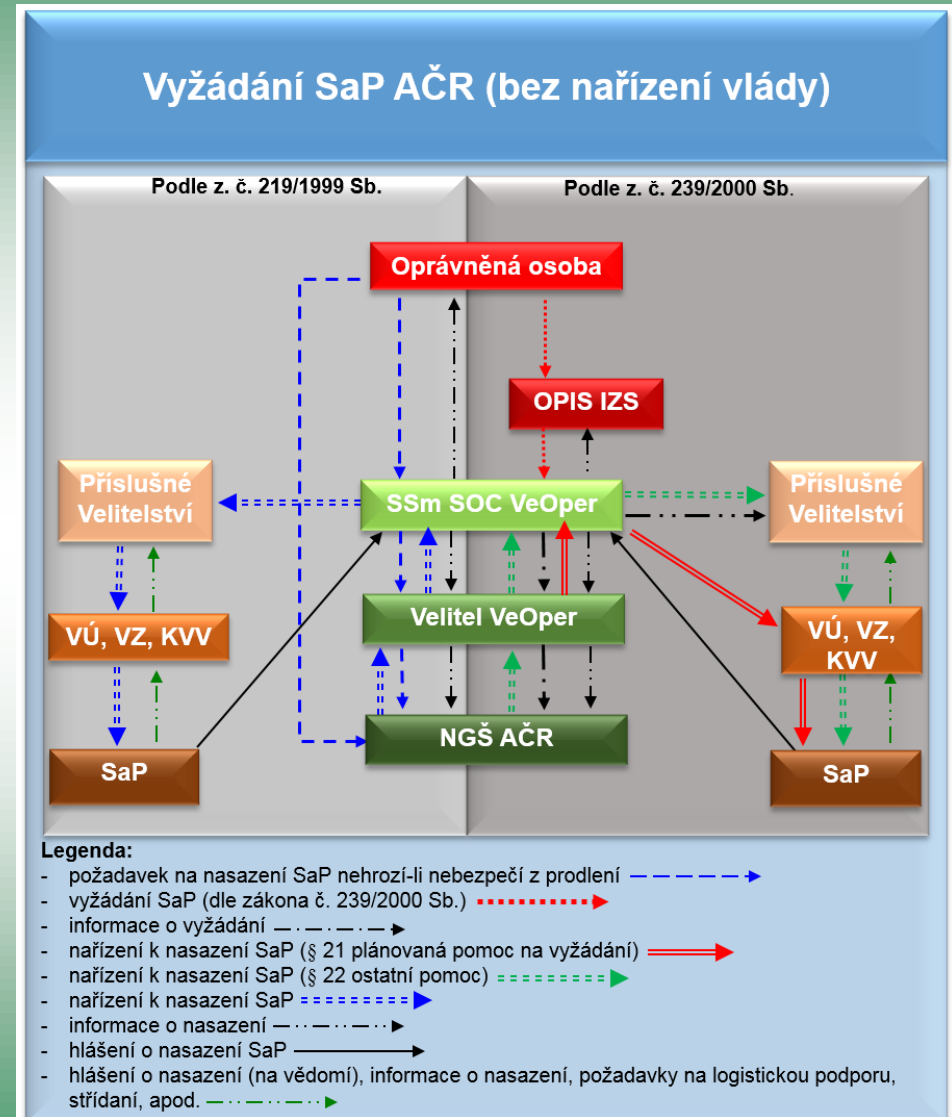 Vyžádání SaP AČR (bez nařízení vlády)
Podle z. č. 219/1999 Sb.
Podle z. č. 239/2000 Sb.
Oprávněná osoba
OPIS IZS
Příslušné
Velitelství
SSm SOC VeOper
Příslušné
Velitelství
Velitel VeOper
VÚ, VZ, KVV
VÚ, VZ,
KVV
NGŠ AČR
SaP
SaP
Legenda:
- požadavek na nasazení SaP nehrozí-li nebezpečí z prodlení
- vyžádání SaP (dle zákona č. 239/2000 Sb.)
- informace o vyžádání
- nařízení k nasazení SaP (§ 21 plánovaná pomoc na vyžádání)
- nařízení k nasazení SaP (§ 22 ostatní pomoc)
- nařízení k nasazení SaP
- informace o nasazení
- hlášení o nasazení SaP
- hlášení o nasazení (na vědomí), informace o nasazení, požadavky na logistickou podporu,
střídaní, apod.